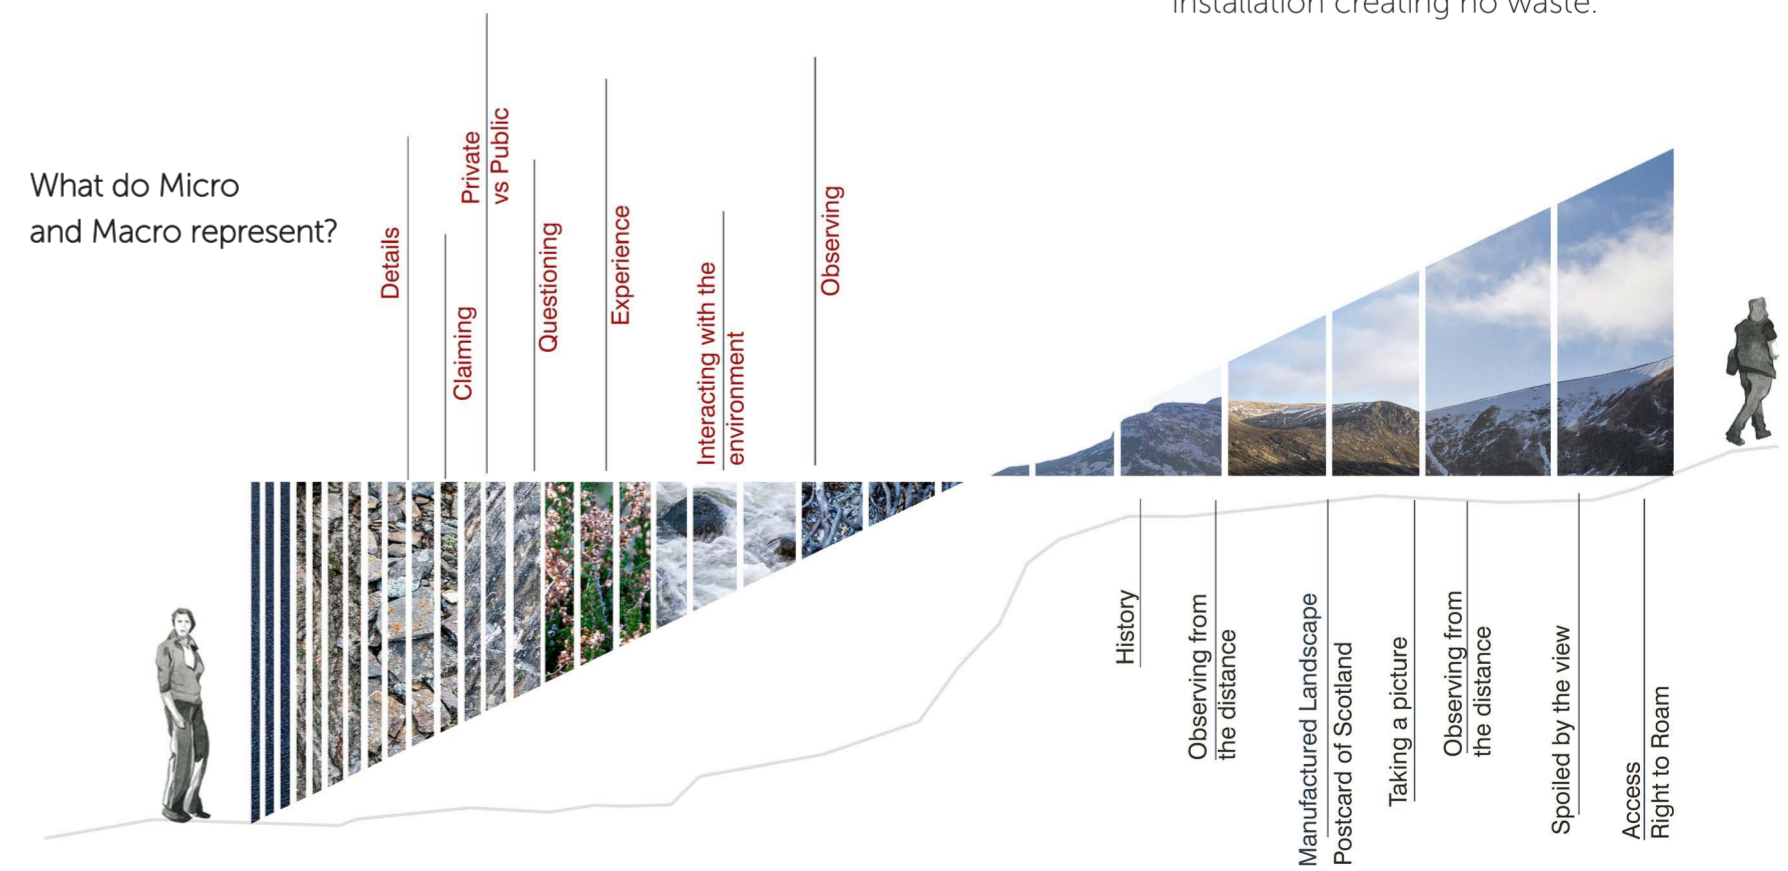 installation creating no waste.
What do Micro
and Macro represent?
Details
Claiming
Private
vs Public
Questioning
Experience
Interacting with the
environment
Observing
History
Observing from
the distance
Manufactured Landscape
Postcard of Scotland
Taking a picture
Observing from
the distance
Spoiled by the view
Access
Right to Roam